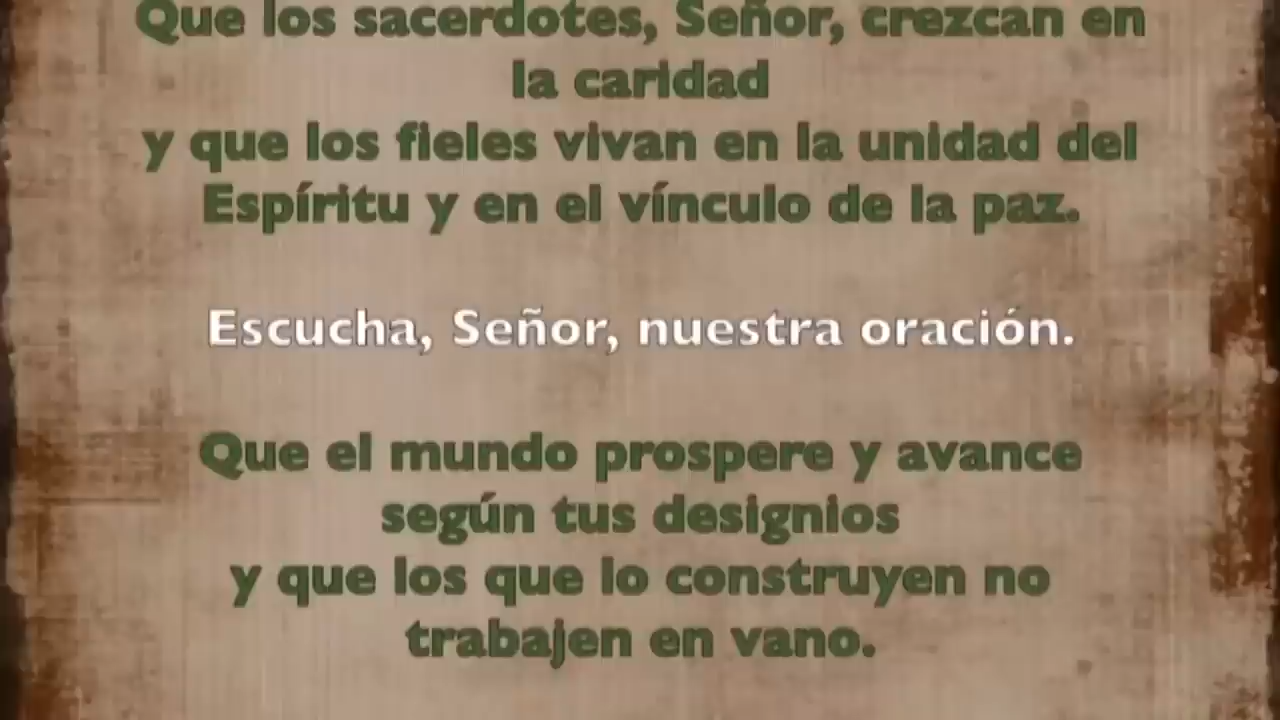 Que los sacerdotes, Señor, crezcan en
la caridad
y que los fieles vivan en la unidad del
Espíritu y en el vínculo de la paz.
Escucha, Señor, nuestra oración.
Que el mundo prospere y avance
según tus designios
y que los que lo construyen no
trabajen en vano.